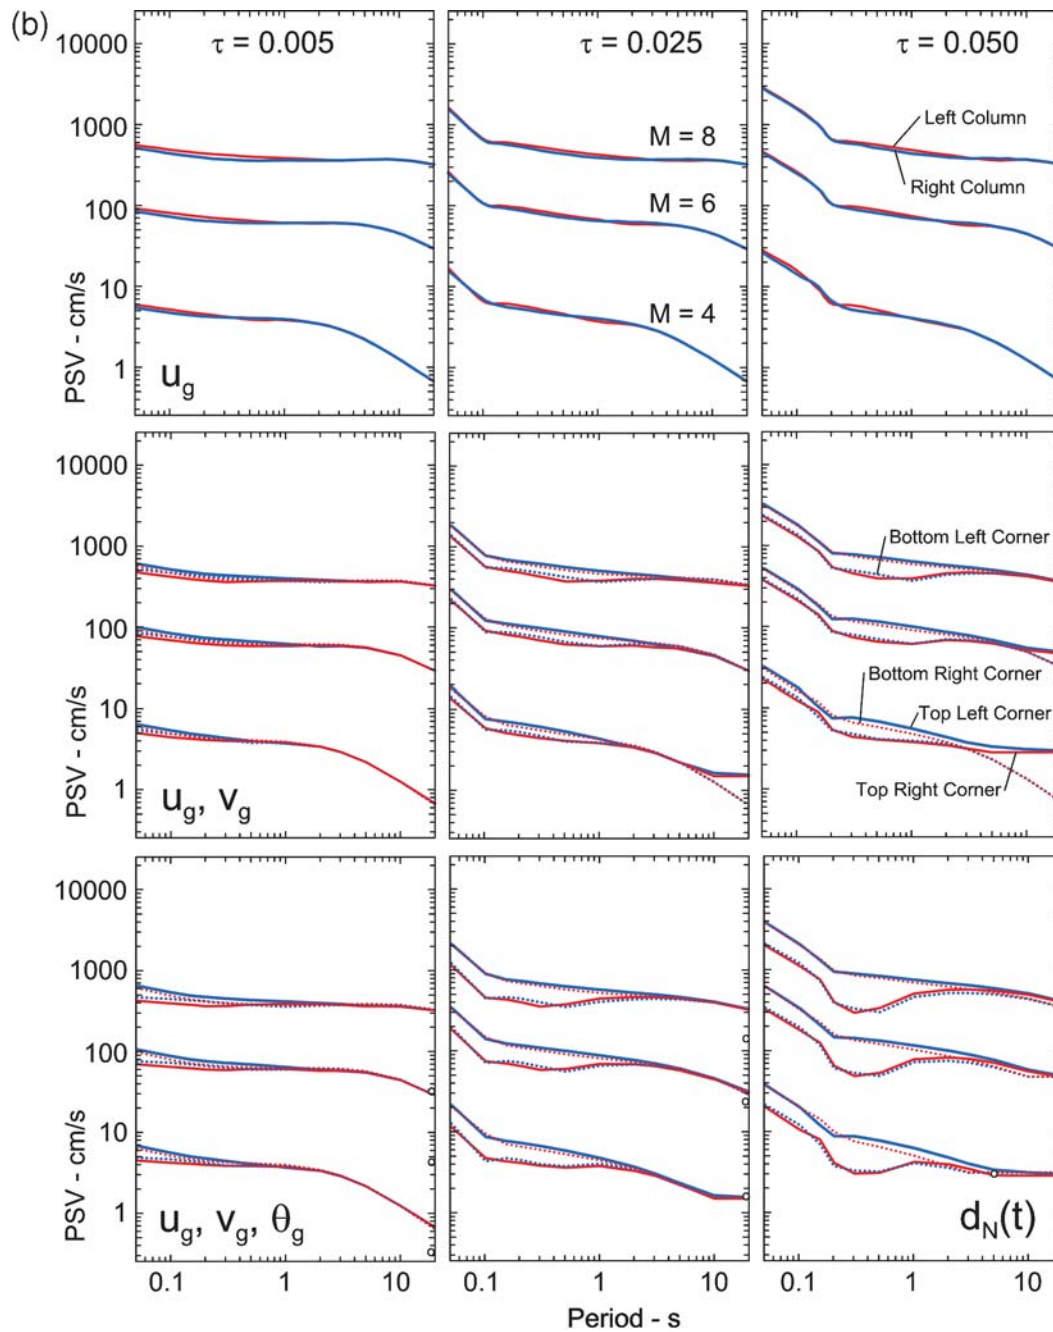 (b)
τ = 0.005
τ = 0.025
τ = 0.050
10000
1000
100
10
1
PSV - cm/s
M = 8
M = 6
M = 4
Left Column
Right Column
u_g
10000
1000
100
10
1
PSV - cm/s
Bottom Left Corner
Bottom Right Corner
Top Left Corner
Top Right Corner
u_g, v_g
10000
1000
100
10
1
PSV - cm/s
u_g, v_g, θ_g
d_N(t)
0.1 1 10
0.1 1 10
0.1 1 10
Period - s